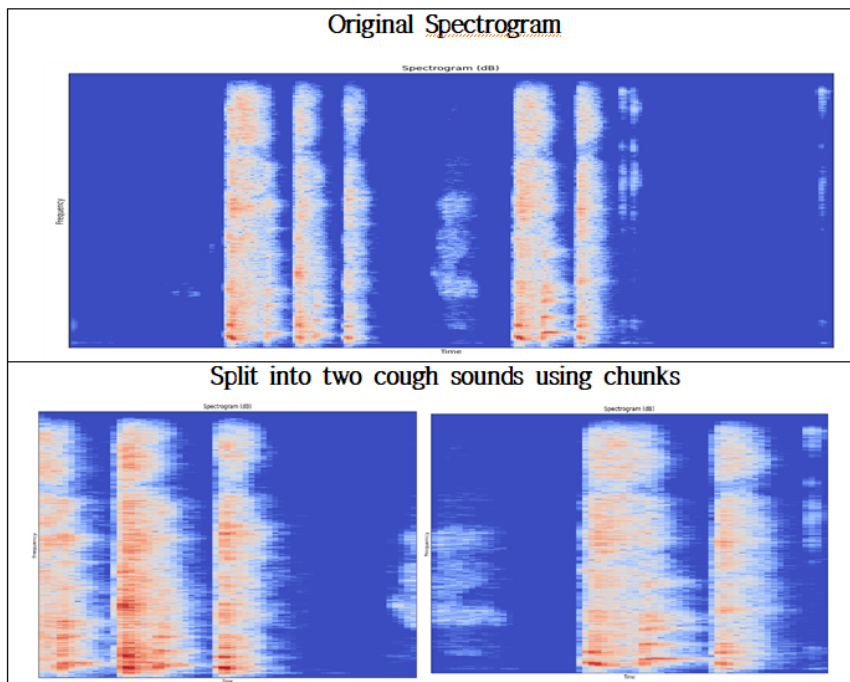 Original Spectrogram
Spectrogram (dB)
Frequency
Time
Split into two cough sounds using chunks
Spectrogram (dB)
Frequency
Time
Spectrogram (dB)
Frequency
Time